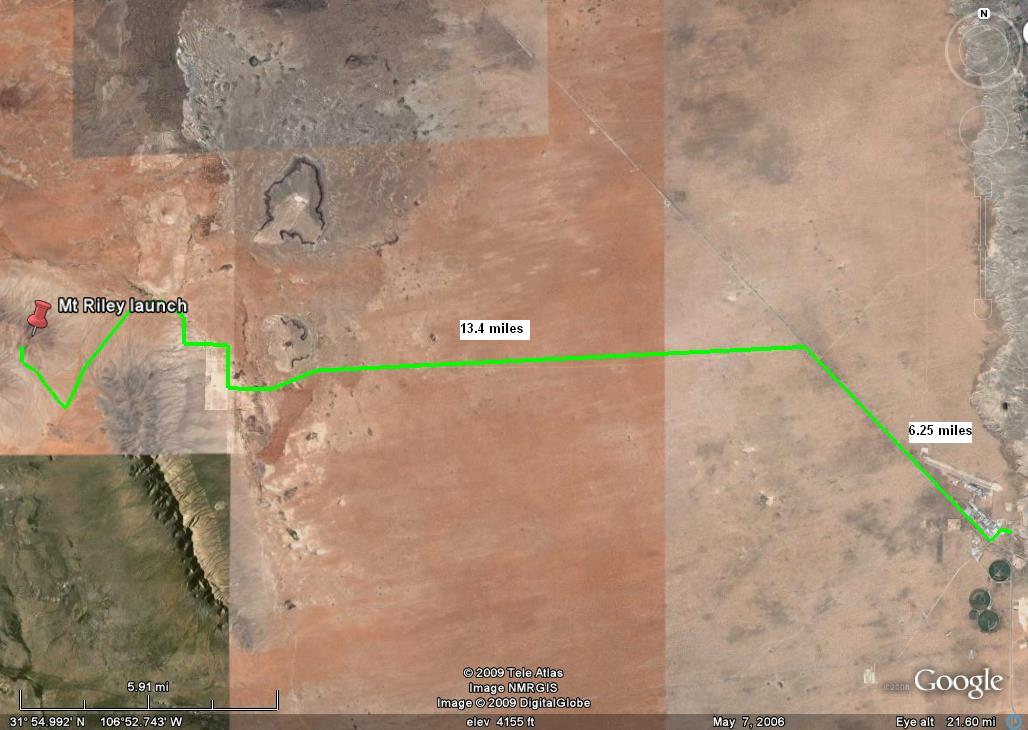 N
Mt Riley launch
13.4 miles
6.25 miles
5.91 mi
© 2009 Tele Atlas
Image NMRGIS
Image © 2009 DigitalGlobe
©2008 Google
31° 54.992' N 106° 52.743' W elev 4155 ft May 7, 2006 Eye alt 21.60 mi